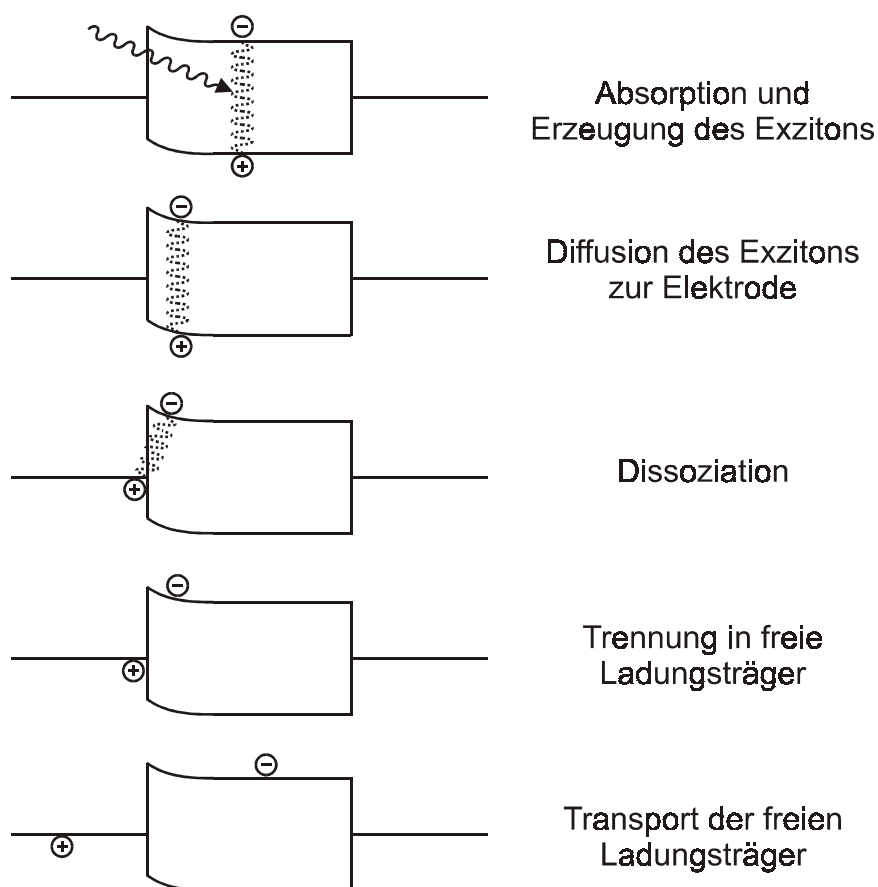 Absorption und
Erzeugung des Exzitons
Diffusion des Exzitons
zur Elektrode
Dissoziation
Trennung in freie
Ladungsträger
Transport der freien
Ladungsträger